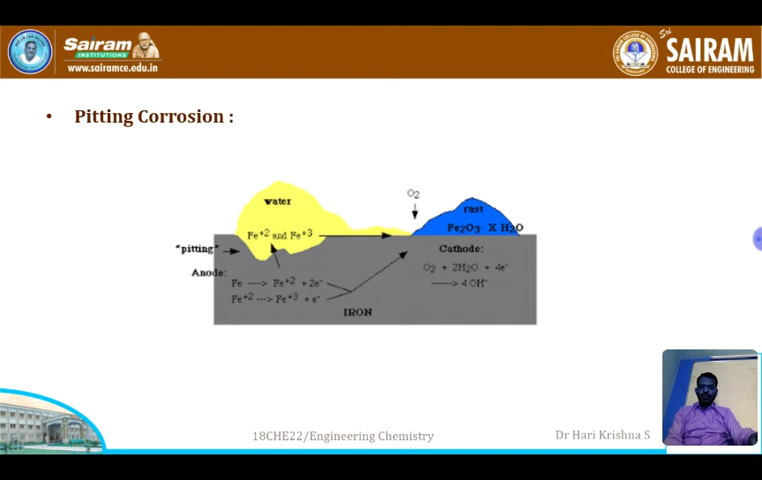 Sairam
INSTITUTIONS
www.sairamce.edu.in
Sri
SAIRAM
COLLEGE OF ENGINEERING
• Pitting Corrosion :
water
O2
rust
Fe+2 and Fe+3
Fe2O3 X H2O
"pitting"
Cathode:
Anode:
O2 + 2H2O + 4e-
Fe ----> Fe+2 + 2e-
------> 4 OH-
Fe+2 ---> Fe+3 + e-
IRON
18CHE22/Engineering Chemistry
Dr Hari Krishna S